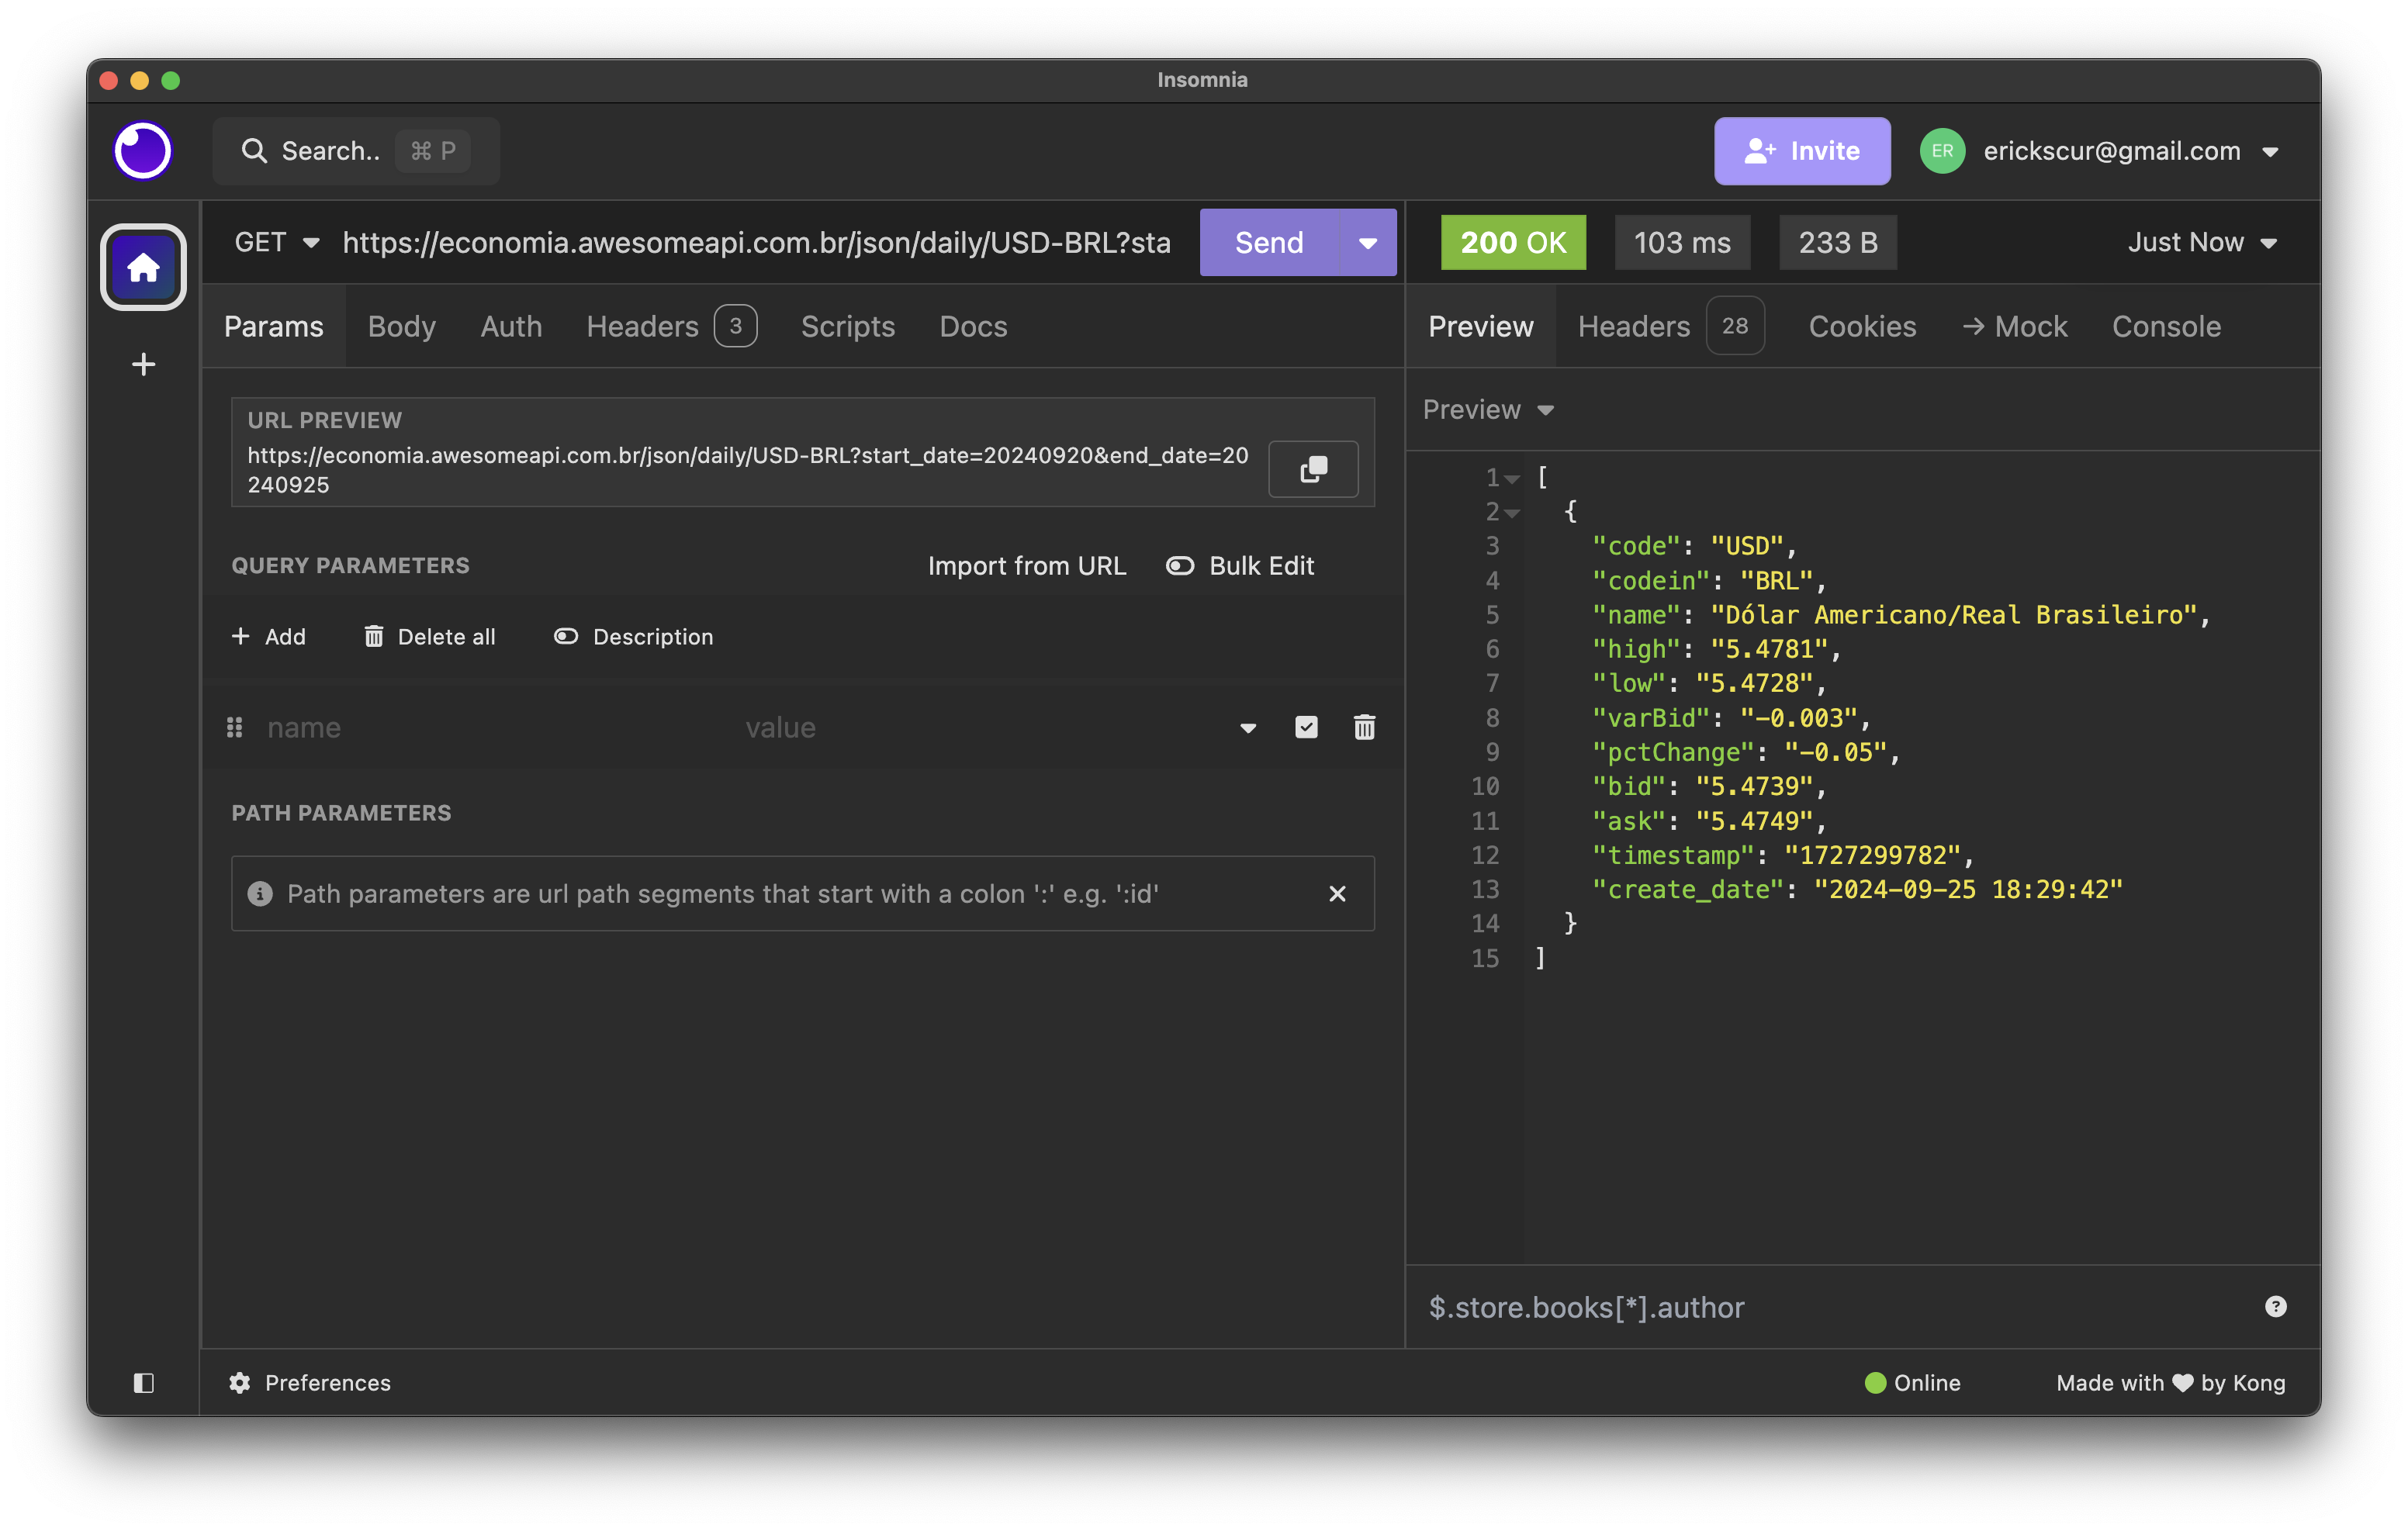 Insomnia
Search.. ⌘ P
Invite
ER
erickscur@gmail.com
GET
https://economia.awesomeapi.com.br/json/daily/USD-BRL?sta
Send
200 OK
103 ms
233 B
Just Now
Params
Body
Auth
Headers 3
Scripts
Docs
Preview
Headers 28
Cookies
→ Mock
Console
URL PREVIEW
https://economia.awesomeapi.com.br/json/daily/USD-BRL?start_date=20240920&end_date=20
240925
QUERY PARAMETERS
Import from URL
Bulk Edit
+ Add
Delete all
Description
name
value
PATH PARAMETERS
Path parameters are url path segments that start with a colon ':' e.g. ':id'
Preview
1 [
2 {
3 "code": "USD",
4 "codein": "BRL",
5 "name": "Dólar Americano/Real Brasileiro",
6 "high": "5.4781",
7 "low": "5.4728",
8 "varBid": "-0.003",
9 "pctChange": "-0.05",
10 "bid": "5.4739",
11 "ask": "5.4749",
12 "timestamp": "1727299782",
13 "create_date": "2024-09-25 18:29:42"
14 }
15 ]
$.store.books[*].author
Preferences
Online
Made with ♥ by Kong